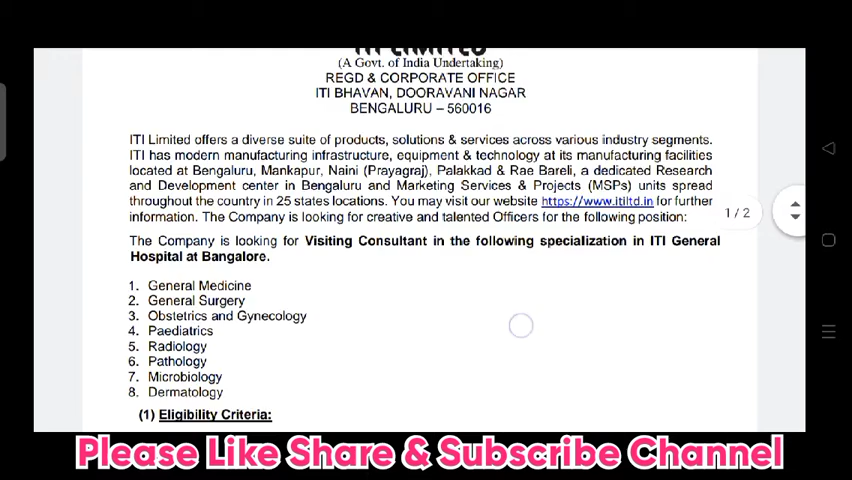 ITI LIMITED
(A Govt. of India Undertaking)
REGD & CORPORATE OFFICE
ITI BHAVAN, DOORAVANI NAGAR
BENGALURU – 560016
ITI Limited offers a diverse suite of products, solutions & services across various industry segments.
ITI has modern manufacturing infrastructure, equipment & technology at its manufacturing facilities
located at Bengaluru, Mankapur, Naini (Prayagraj), Palakkad & Rae Bareli, a dedicated Research
and Development center in Bengaluru and Marketing Services & Projects (MSPs) units spread
throughout the country in 25 states locations. You may visit our website https://www.itiltd.in for further
information. The Company is looking for creative and talented Officers for the following position:
1 / 2
The Company is looking for Visiting Consultant in the following specialization in ITI General
Hospital at Bangalore.
1. General Medicine
2. General Surgery
3. Obstetrics and Gynecology
4. Paediatrics
5. Radiology
6. Pathology
7. Microbiology
8. Dermatology
(1) Eligibility Criteria:
Please Like Share & Subscribe Channel